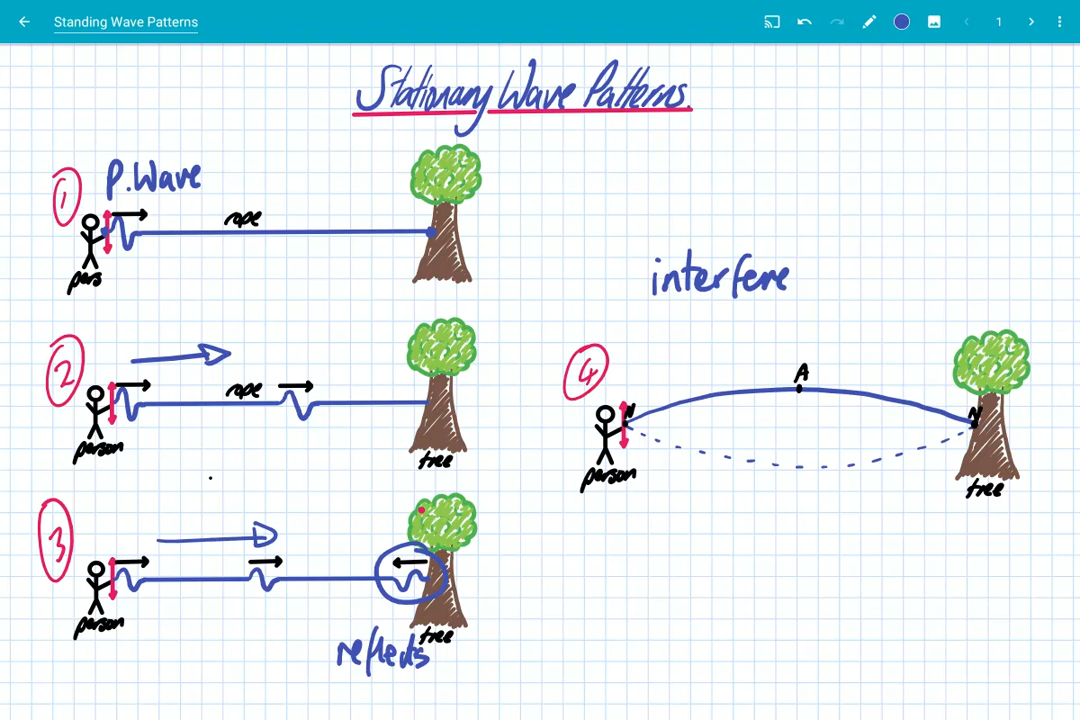 Standing Wave Patterns
1
Stationary Wave Patterns.
1
P.Wave
rope
pers
2
rope
person
tree
3
person
tree
reflects
interfere
4
A
N
N
person
tree